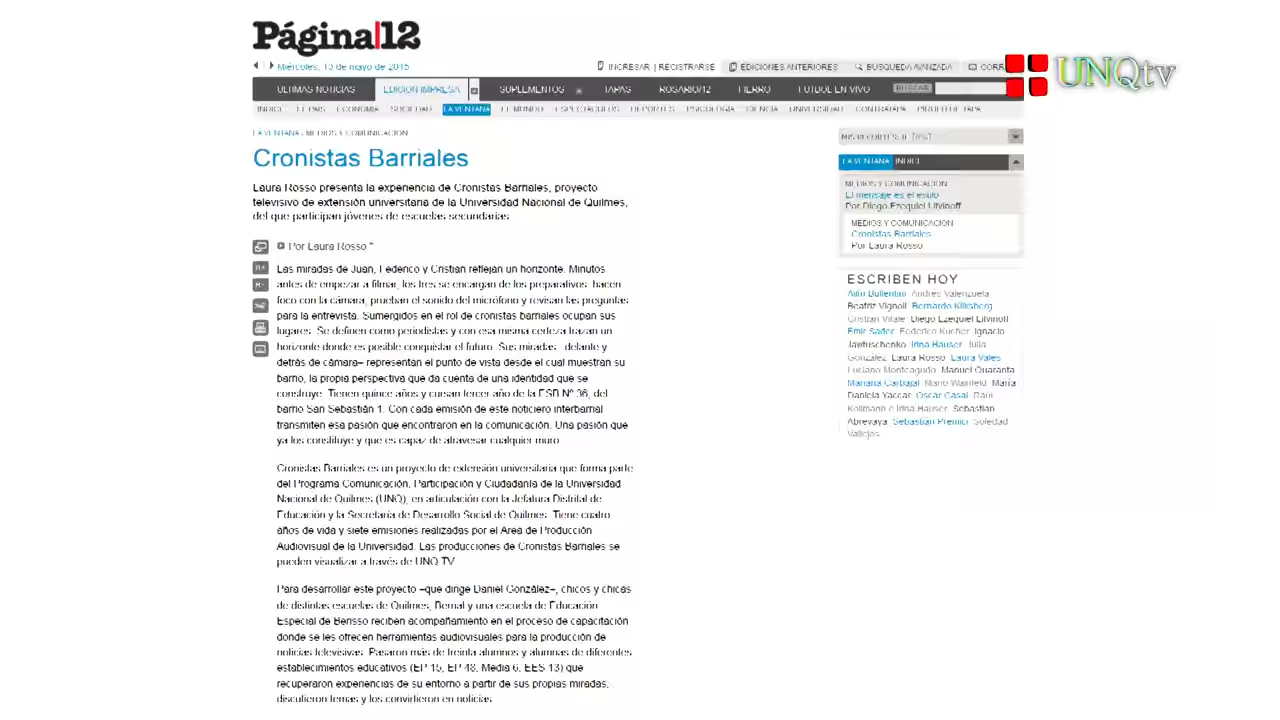 Página|12
Miércoles, 13 de mayo de 2015
INGRESAR | REGISTRARSE EDICIONES ANTERIORES BUSQUEDA AVANZADA CORR
UNQtv
ULTIMAS NOTICIAS EDICION IMPRESA SUPLEMENTOS TAPAS ROSARIO/12 FIERRO FUTBOL EN VIVO BUSCAR
INDICE EL PAIS ECONOMIA SOCIEDAD LA VENTANA EL MUNDO ESPECTACULOS DEPORTES PSICOLOGIA CIENCIA UNIVERSIDAD CONTRATAPA PIRULO DE TAPA
LA VENTANA › MEDIOS Y COMUNICACION
Cronistas Barriales
Laura Rosso presenta la experiencia de Cronistas Barriales, proyecto
televisivo de extensión universitaria de la Universidad Nacional de Quilmes,
del que participan jóvenes de escuelas secundarias.
Por Laura Rosso *
Las miradas de Juan, Federico y Cristian reflejan un horizonte. Minutos
antes de empezar a filmar, los tres se encargan de los preparativos: hacen
foco con la cámara, prueban el sonido del micrófono y revisan las preguntas
para la entrevista. Sumergidos en el rol de cronistas barriales ocupan sus
lugares. Se definen como periodistas y con esa misma certeza trazan un
horizonte donde es posible conquistar el futuro. Sus miradas –delante y
detrás de cámara– representan el punto de vista desde el cual muestran su
barrio, la propia perspectiva que da cuenta de una identidad que se
construye. Tienen quince años y cursan tercer año de la ESB Nº 36, del
barrio San Sebastián 1. Con cada emisión de este noticiero interbarrial
transmiten esa pasión que encontraron en la comunicación. Una pasión que
ya los constituye y que es capaz de atravesar cualquier muro.
Cronistas Barriales es un proyecto de extensión universitaria que forma parte
del Programa Comunicación, Participación y Ciudadanía de la Universidad
Nacional de Quilmes (UNQ), en articulación con la Jefatura Distrital de
Educación y la Secretaría de Desarrollo Social de Quilmes. Tiene cuatro
años de vida y siete emisiones realizadas por el Area de Producción
Audiovisual de la Universidad. Las producciones de Cronistas Barriales se
pueden visualizar a través de UNQ TV.
Para desarrollar este proyecto –que dirige Daniel González–, chicos y chicas
de distintas escuelas de Quilmes, Bernal y una escuela de Educación
Especial de Berisso reciben acompañamiento en el proceso de capacitación
donde se les ofrecen herramientas audiovisuales para la producción de
noticias televisivas. Pasaron más de treinta alumnos y alumnas de diferentes
establecimientos educativos (EP 15, EP 48, Media 6, EES 13) que
recuperaron experiencias de su entorno a partir de sus propias miradas,
discutieron temas y los convirtieron en noticias.
LA VENTANA INDICE
MEDIOS Y COMUNICACION
El mensaje es el estilo
Por Diego Ezequiel Litvinoff
MEDIOS Y COMUNICACION
Cronistas Barriales
Por Laura Rosso
ESCRIBEN HOY
Ailín Bullentini Andrés Valenzuela
Beatriz Vignoli Bernardo Kliksberg
Cristian Vitale Diego Ezequiel Litvinoff
Emir Sader Federico Kucher Ignacio
Jawtuschenko Irina Hauser Julia
González Laura Rosso Laura Vales
Luciano Monteagudo Manuel Quaranta
Mariana Carbajal Mario Wainfeld María
Daniela Yaccar Oscar Casal Raúl
Kollmann e Irina Hauser Sebastian
Abrevaya Sebastián Premici Soledad
Vallejos